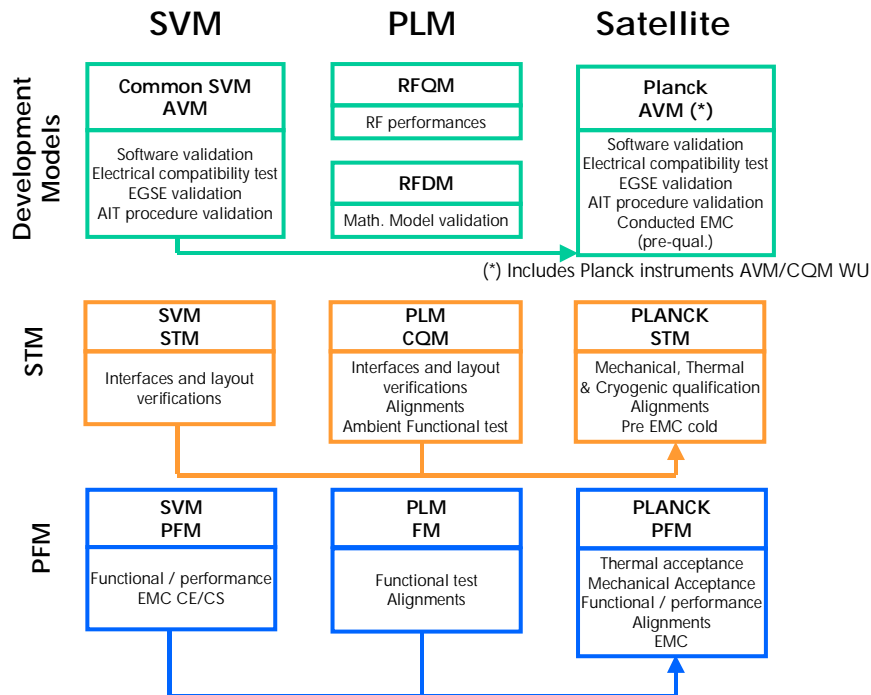 SVM PLM Satellite
Development
Models
Common SVM
AVM
Software validation
Electrical compatibility test
EGSE validation
AIT procedure validation
RFQM
RF performances
RFDM
Math. Model validation
Planck
AVM (*)
Software validation
Electrical compatibility test
EGSE validation
AIT procedure validation
Conducted EMC
(pre-qual.)
(*) Includes Planck instruments AVM/CQM WU
STM
SVM
STM
Interfaces and layout
verifications
PLM
CQM
Interfaces and layout
verifications
Alignments
Ambient Functional test
PLANCK
STM
Mechanical, Thermal
& Cryogenic qualification
Alignments
Pre EMC cold
PFM
SVM
PFM
Functional / performance
EMC CE/CS
PLM
FM
Functional test
Alignments
PLANCK
PFM
Thermal acceptance
Mechanical Acceptance
Functional / performance
Alignments
EMC